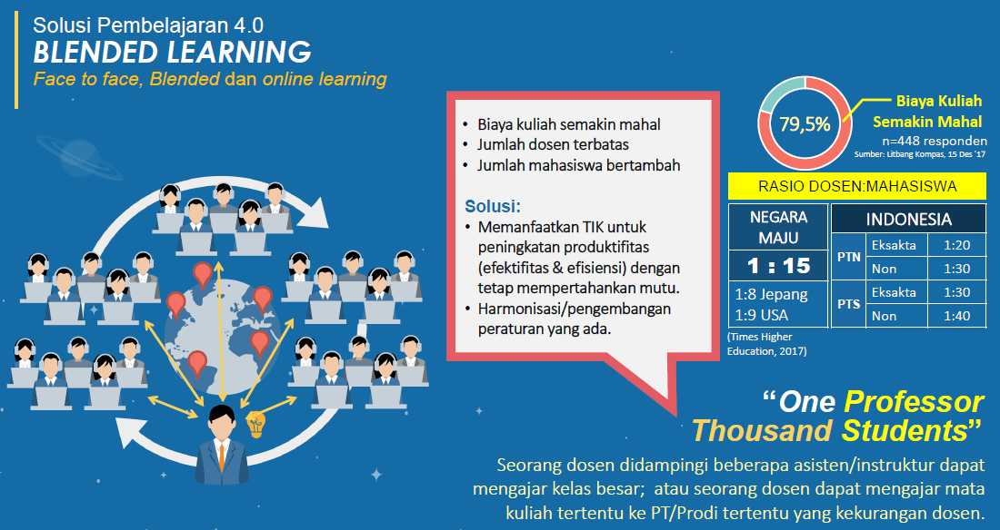 Solusi Pembelajaran 4.0
BLENDED LEARNING
Face to face, Blended dan online learning
• Biaya kuliah semakin mahal
• Jumlah dosen terbatas
• Jumlah mahasiswa bertambah
Solusi:
• Memanfaatkan TIK untuk
peningkatan produktifitas
(efektifitas & efisiensi) dengan
tetap mempertahankan mutu.
• Harmonisasi/pengembangan
peraturan yang ada.
79,5%
Biaya Kuliah
Semakin Mahal
n=448 responden
Sumber: Litbang Kompas, 15 Des '17
RASIO DOSEN:MAHASISWA
NEGARA
MAJU
1 : 15
1:8 Jepang
1:9 USA
(Times Higher
Education, 2017)
INDONESIA
PTN Eksakta 1:20
Non 1:30
PTS Eksakta 1:30
Non 1:40
“One Professor
Thousand Students”
Seorang dosen didampingi beberapa asisten/instruktur dapat
mengajar kelas besar; atau seorang dosen dapat mengajar mata
kuliah tertentu ke PT/Prodi tertentu yang kekurangan dosen.